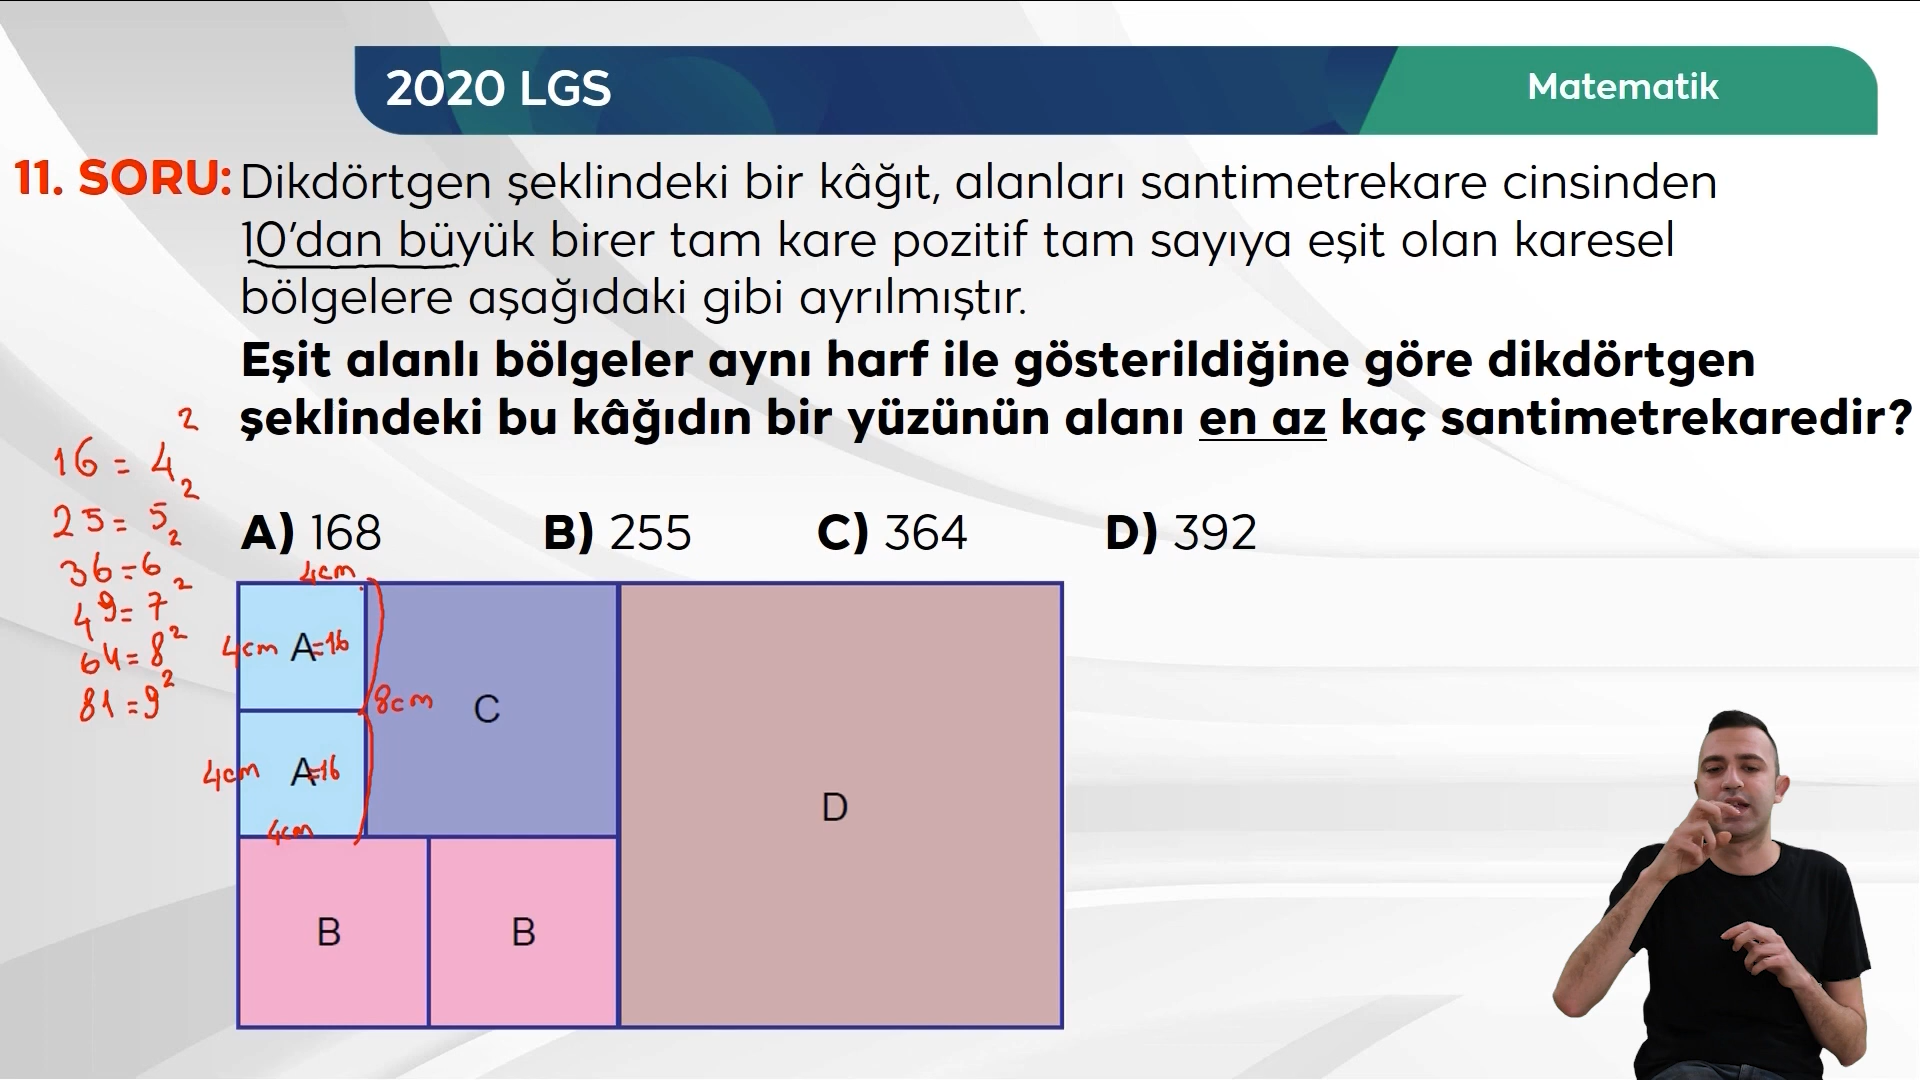 2020 LGS
Matematik
11. SORU: Dikdörtgen şeklindeki bir kâğıt, alanları santimetrekare cinsinden
10'dan büyük birer tam kare pozitif tam sayıya eşit olan karesel
bölgelere aşağıdaki gibi ayrılmıştır.
Eşit alanlı bölgeler aynı harf ile gösterildiğine göre dikdörtgen
şeklindeki bu kâğıdın bir yüzünün alanı en az kaç santimetrekaredir?
16 = 4²
25 = 5²
36 = 6²
49 = 7²
64 = 8²
81 = 9²
A) 168 B) 255 C) 364 D) 392
4cm
4cm A=16
8cm
C
4cm A=16
4cm
D
B B